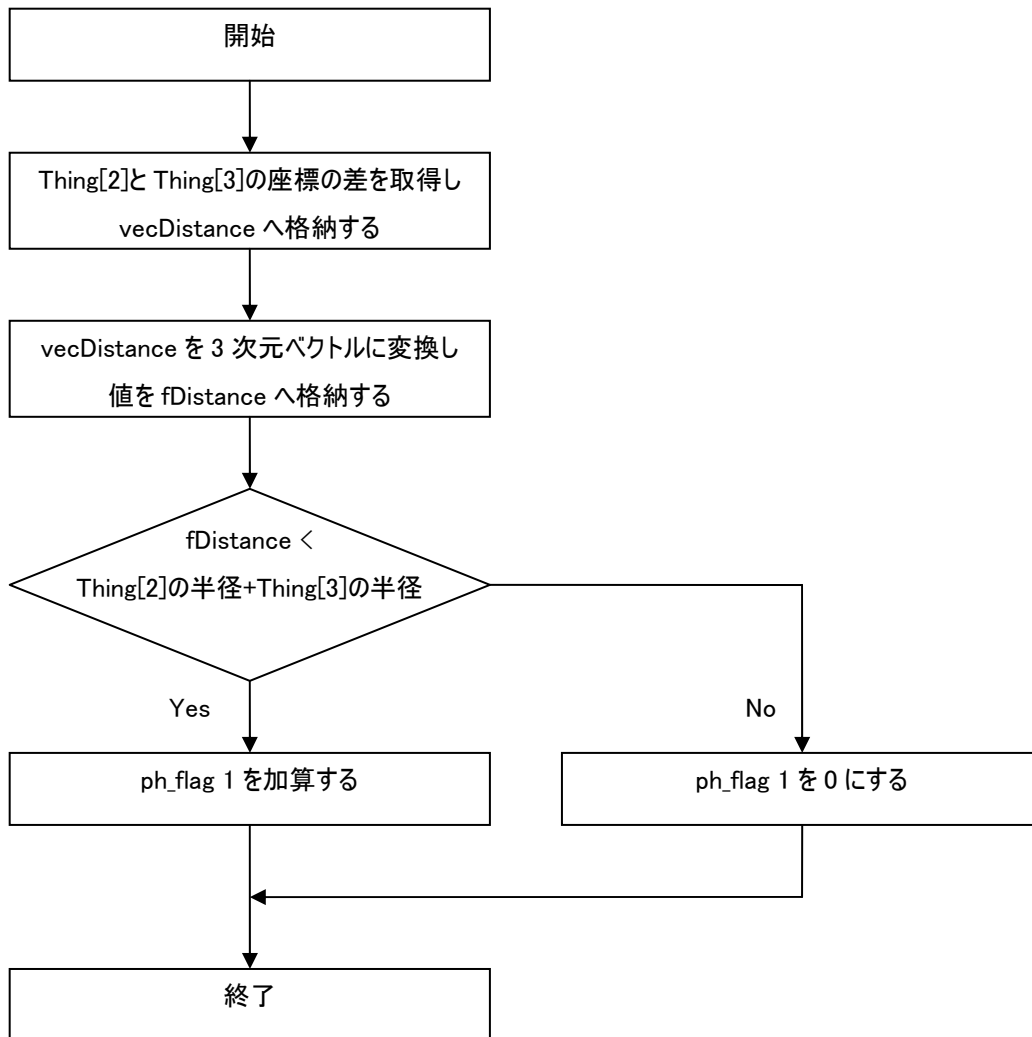 開始
Thing[2]と Thing[3]の座標の差を取得し
vecDistance へ格納する
vecDistance を 3 次元ベクトルに変換し
値を fDistance へ格納する
fDistance <
Thing[2]の半径+Thing[3]の半径
Yes
No
ph_flag 1 を加算する
ph_flag 1 を 0 にする
終了